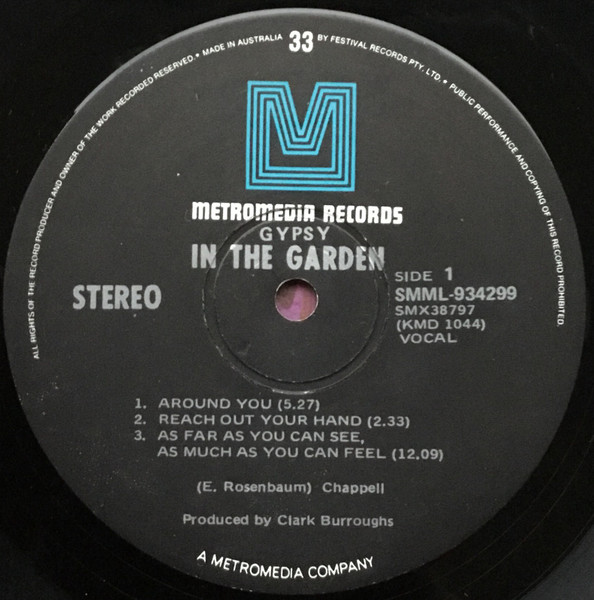 ALL RIGHTS OF THE RECORD PRODUCER AND OWNER OF THE WORK RECORDED RESERVED. * MADE IN AUSTRALIA 33 BY FESTIVAL RECORDS PTY. LTD. * PUBLIC PERFORMANCE AND COPYING OF THIS RECORD PROHIBITED.
METROMEDIA RECORDS
GYPSY
IN THE GARDEN
STEREO
SIDE 1
SMML-934299
SMX38797
(KMD 1044)
VOCAL
1. AROUND YOU (5.27)
2. REACH OUT YOUR HAND (2.33)
3. AS FAR AS YOU CAN SEE,
AS MUCH AS YOU CAN FEEL (12.09)
(E. Rosenbaum) Chappell
Produced by Clark Burroughs
A METROMEDIA COMPANY